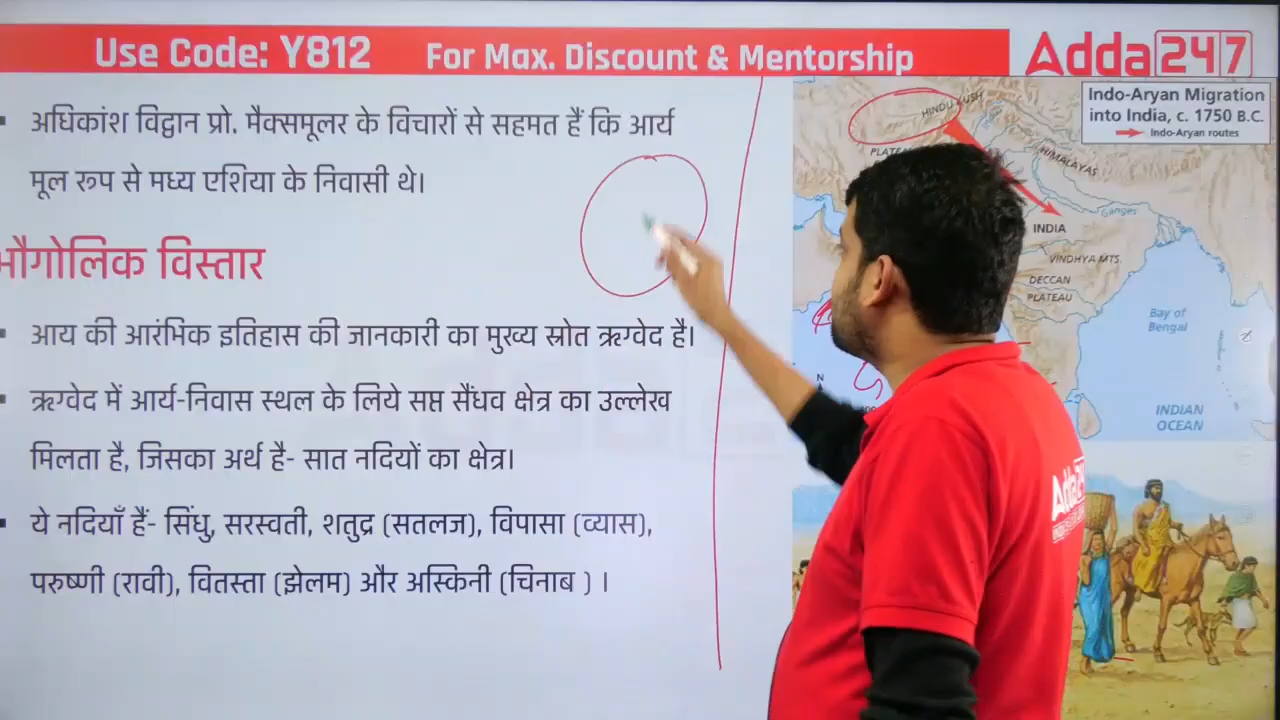 Use Code: Y812 For Max. Discount & Mentorship
Adda247
अधिकांश विद्वान प्रो. मैक्समूलर के विचारों से सहमत हैं कि आर्य
मूल रूप से मध्य एशिया के निवासी थे।
भौगोलिक विस्तार
आय की आरंभिक इतिहास की जानकारी का मुख्य स्रोत ऋग्वेद है।
ऋग्वेद में आर्य-निवास स्थल के लिये सप्त सैंधव क्षेत्र का उल्लेख
मिलता है, जिसका अर्थ है- सात नदियों का क्षेत्र।
ये नदियाँ हैं- सिंधु, सरस्वती, शतुद्र (सतलज), विपासा (व्यास),
परुष्णी (रावी), वितस्ता (झेलम) और अस्किनी (चिनाब ) ।
Indo-Aryan Migration
into India, c. 1750 B.C.
Indo-Aryan routes
HINDU KUSH
HIMALAYAS
Ganges
INDIA
VINDHYA MTS.
DECCAN
PLATEAU
Bay of
Bengal
INDIAN
OCEAN
N
Adda